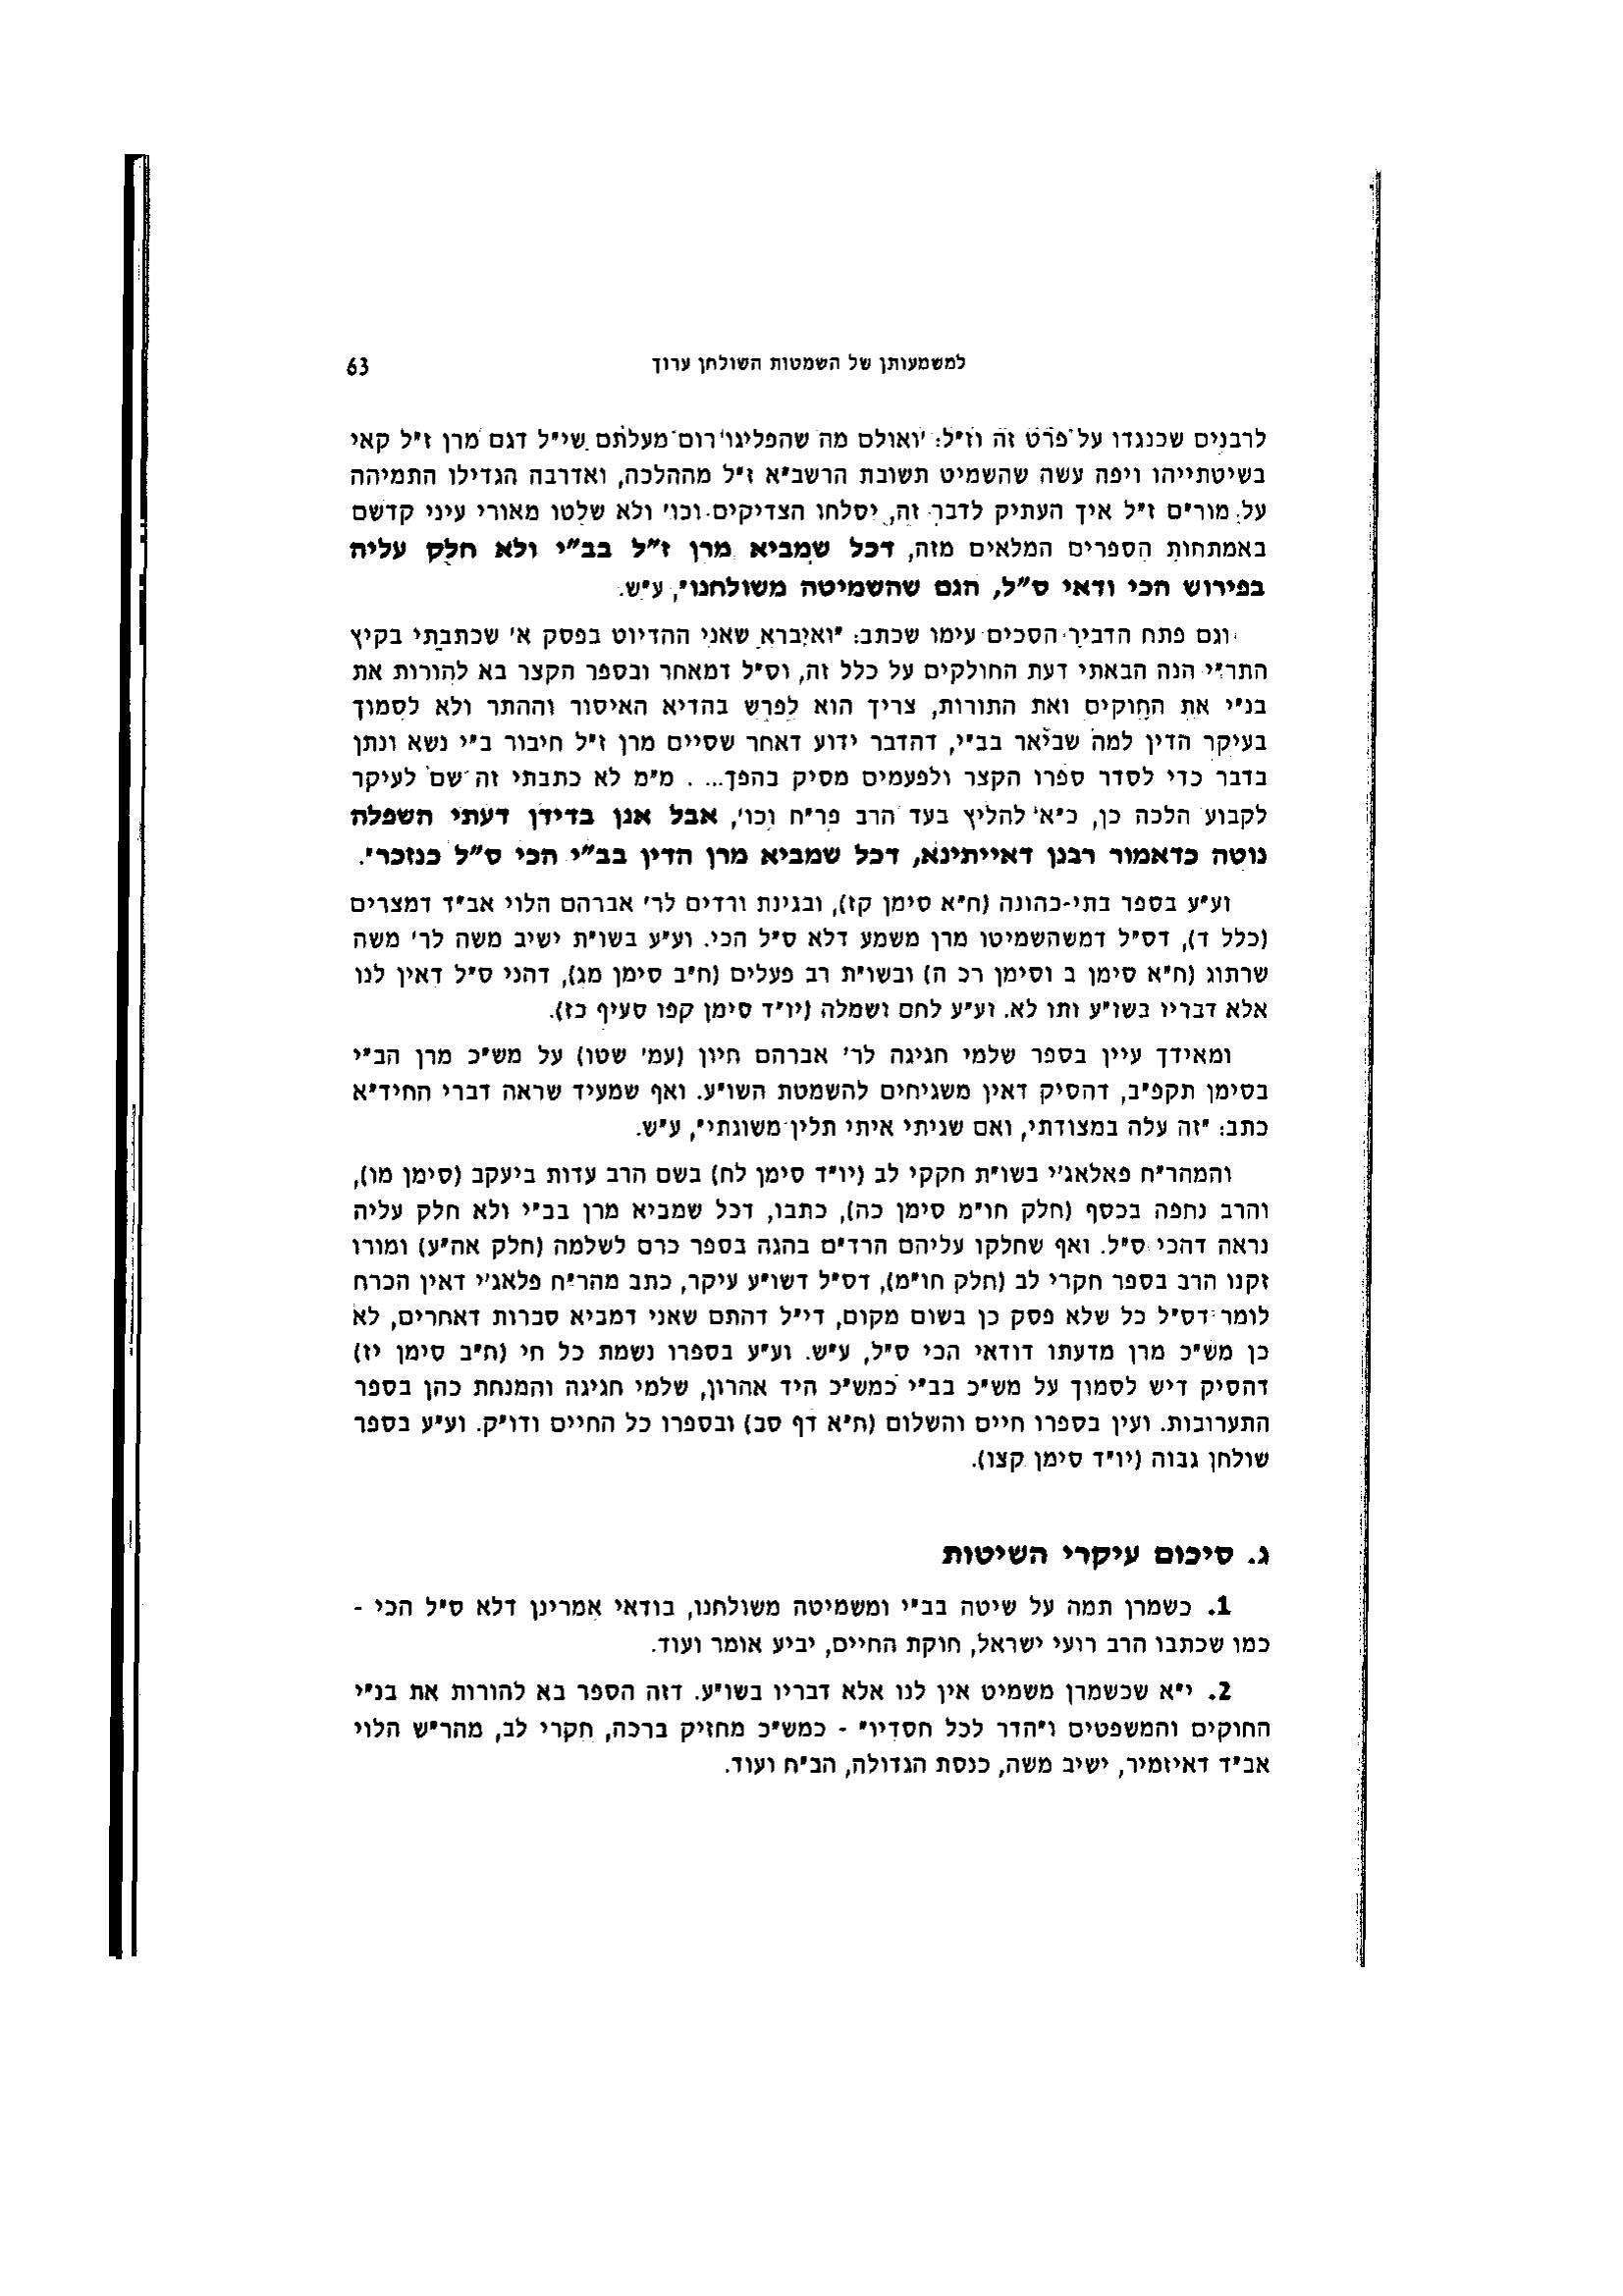 למשמעותן של השמטות השולחן ערוך 63
לרבנים שכנגדו על פרט זה וז"ל: 'ואולם מה שהפליגו רום מעלתם שי"ל דגם מרן ז"ל קאי
בשיטתייהו ויפה עשה שהשמיט תשובת הרשב"א ז"ל מההלכה, ואדרבה הגדילו התמיהה
על מור"ם ז"ל איך העתיק לדבר זה, יסלחו הצדיקים וכו' ולא שלטו מאורי עיני קדשם
באמתחות הספרים המלאים מזה, דכל שמביא מרן ז"ל בב"י ולא חלק עליה
בפירוש הכי ודאי ס"ל, הגם שהשמיטה משולחנו", ע"ש.
וגם פתח הדביר הסכים עימו שכתב: "ואיברא שאני ההדיוט בפסק א' שכתבתי בקיץ
התר"י הנה הבאתי דעת החולקים על כלל זה, וס"ל דמאחר ובספר הקצר בא להורות את
בנ"י את החוקים ואת התורות, צריך הוא לפרש בהדיא האיסור וההתר ולא לסמוך
בעיקר הדין למה שביאר בב"י, דהדבר ידוע דאחר שסיים מרן ז"ל חיבור ב"י נשא ונתן
בדבר כדי לסדר ספרו הקצר ולפעמים מסיק בהפך... . מ"מ לא כתבתי זה שם לעיקר
לקבוע הלכה כן, כ"א להליץ בעד הרב פר"ח וכו', אבל אנן בדידן דעתי השפלה
נוטה כדאמור רבנן דאייתינא, דכל שמביא מרן הדין בב"י הכי ס"ל כנזכר".
וע"ע בספר בתי-כהונה (ח"א סימן קז), ובגינת ורדים לר' אברהם הלוי אב"ד דמצרים
(כלל ד), דס"ל דמשהשמיטו מרן משמע דלא ס"ל הכי. וע"ע בשו"ת ישיב משה לר' משה
שרתוג (ח"א סימן ב וסימן רכ ה) ובשו"ת רב פעלים (ח"ב סימן מג), דהני ס"ל דאין לנו
אלא דבריו בשו"ע ותו לא. וע"ע לחם ושמלה (יו"ד סימן קפו סעיף כז).
ומאידך עיין בספר שלמי חגיגה לר' אברהם חיון (עמ' שטו) על מש"כ מרן הב"י
בסימן תקפ"ב, דהסיק דאין משגיחים להשמטת השו"ע. ואף שמעיד שראה דברי החיד"א
כתב: "זה עלה במצודתי, ואם שגיתי איתי תלין משוגתי", ע"ש.
והמהר"ח פאלאג'י בשו"ת חקקי לב (יו"ד סימן לח) בשם הרב עדות ביעקב (סימן מו),
והרב נחפה בכסף (חלק חו"מ סימן כה), כתבו, דכל שמביא מרן בב"י ולא חלק עליה
נראה דהכי ס"ל. ואף שחלקו עליהם הרד"ם בהגה בספר כרם לשלמה (חלק אה"ע) ומורו
זקנו הרב בספר חקרי לב (חלק חו"מ), דס"ל דשו"ע עיקר, כתב מהר"ח פלאג'י דאין הכרח
לומר דס"ל כל שלא פסק כן בשום מקום, די"ל דהתם שאני דמביא סברות דאחרים, לא
כן מש"כ מרן מדעתו דודאי הכי ס"ל, ע"ש. וע"ע בספרו נשמת כל חי (ח"ב סימן יז)
דהסיק דיש לסמוך על מש"כ בב"י כמש"כ היד אהרון, שלמי חגיגה והמנחת כהן בספר
התערובות. ועין בספרו חיים והשלום (ח"א דף סב) ובספרו כל החיים ודו"ק. וע"ע בספר
שולחן גבוה (יו"ד סימן קצו).
ג. סיכום עיקרי השיטות
1. כשמרן תמה על שיטה בב"י ומשמיטה משולחנו, בודאי אמרינן דלא ס"ל הכי -
כמו שכתבו הרב רועי ישראל, חוקת החיים, יביע אומר ועוד.
2. י"א שכשמרן משמיט אין לנו אלא דבריו בשו"ע. דזה הספר בא להורות את בנ"י
החוקים והמשפטים ו"הדר לכל חסדיו" - כמש"כ מחזיק ברכה, חקרי לב, מהר"ש הלוי
אב"ד דאיזמיר, ישיב משה, כנסת הגדולה, הב"ח ועוד.